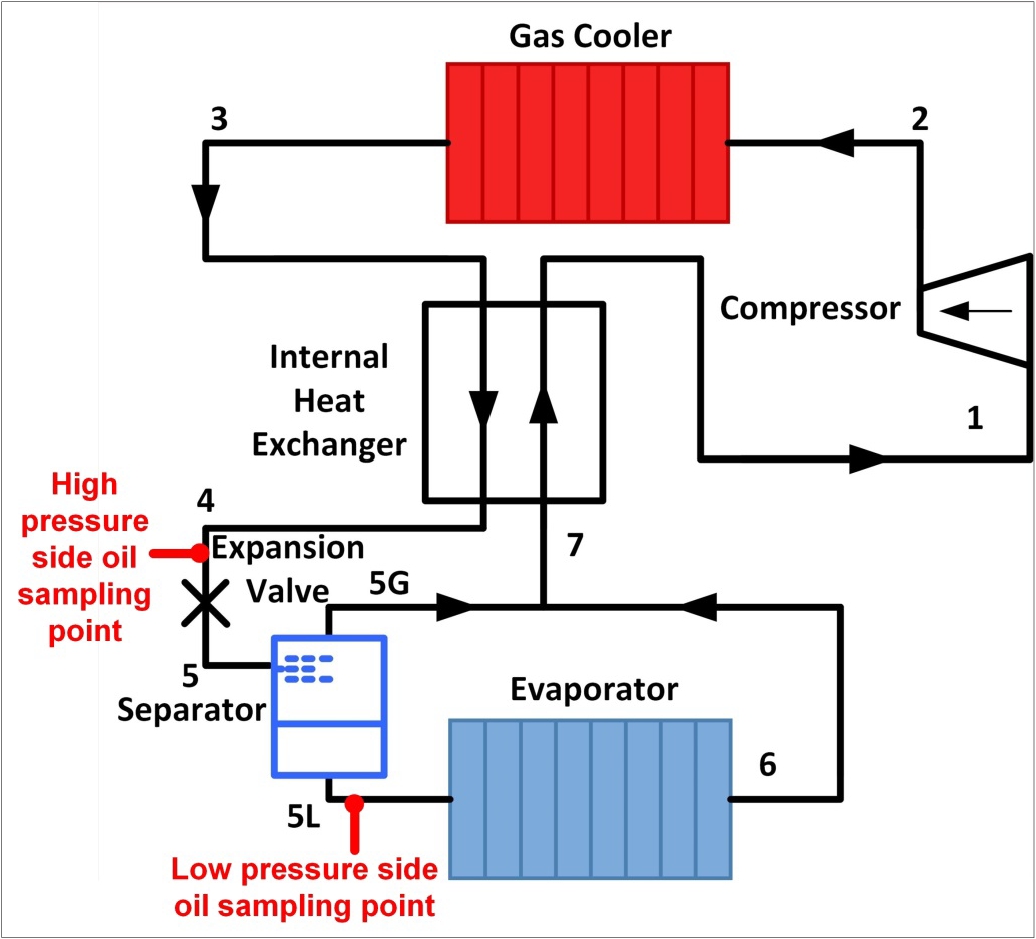 Gas Cooler
3
2
Compressor
Internal
Heat
Exchanger
1
High
pressure
side oil
sampling
point
4
Expansion
Valve
7
5G
5
Separator
Evaporator
6
5L
Low pressure side
oil sampling point